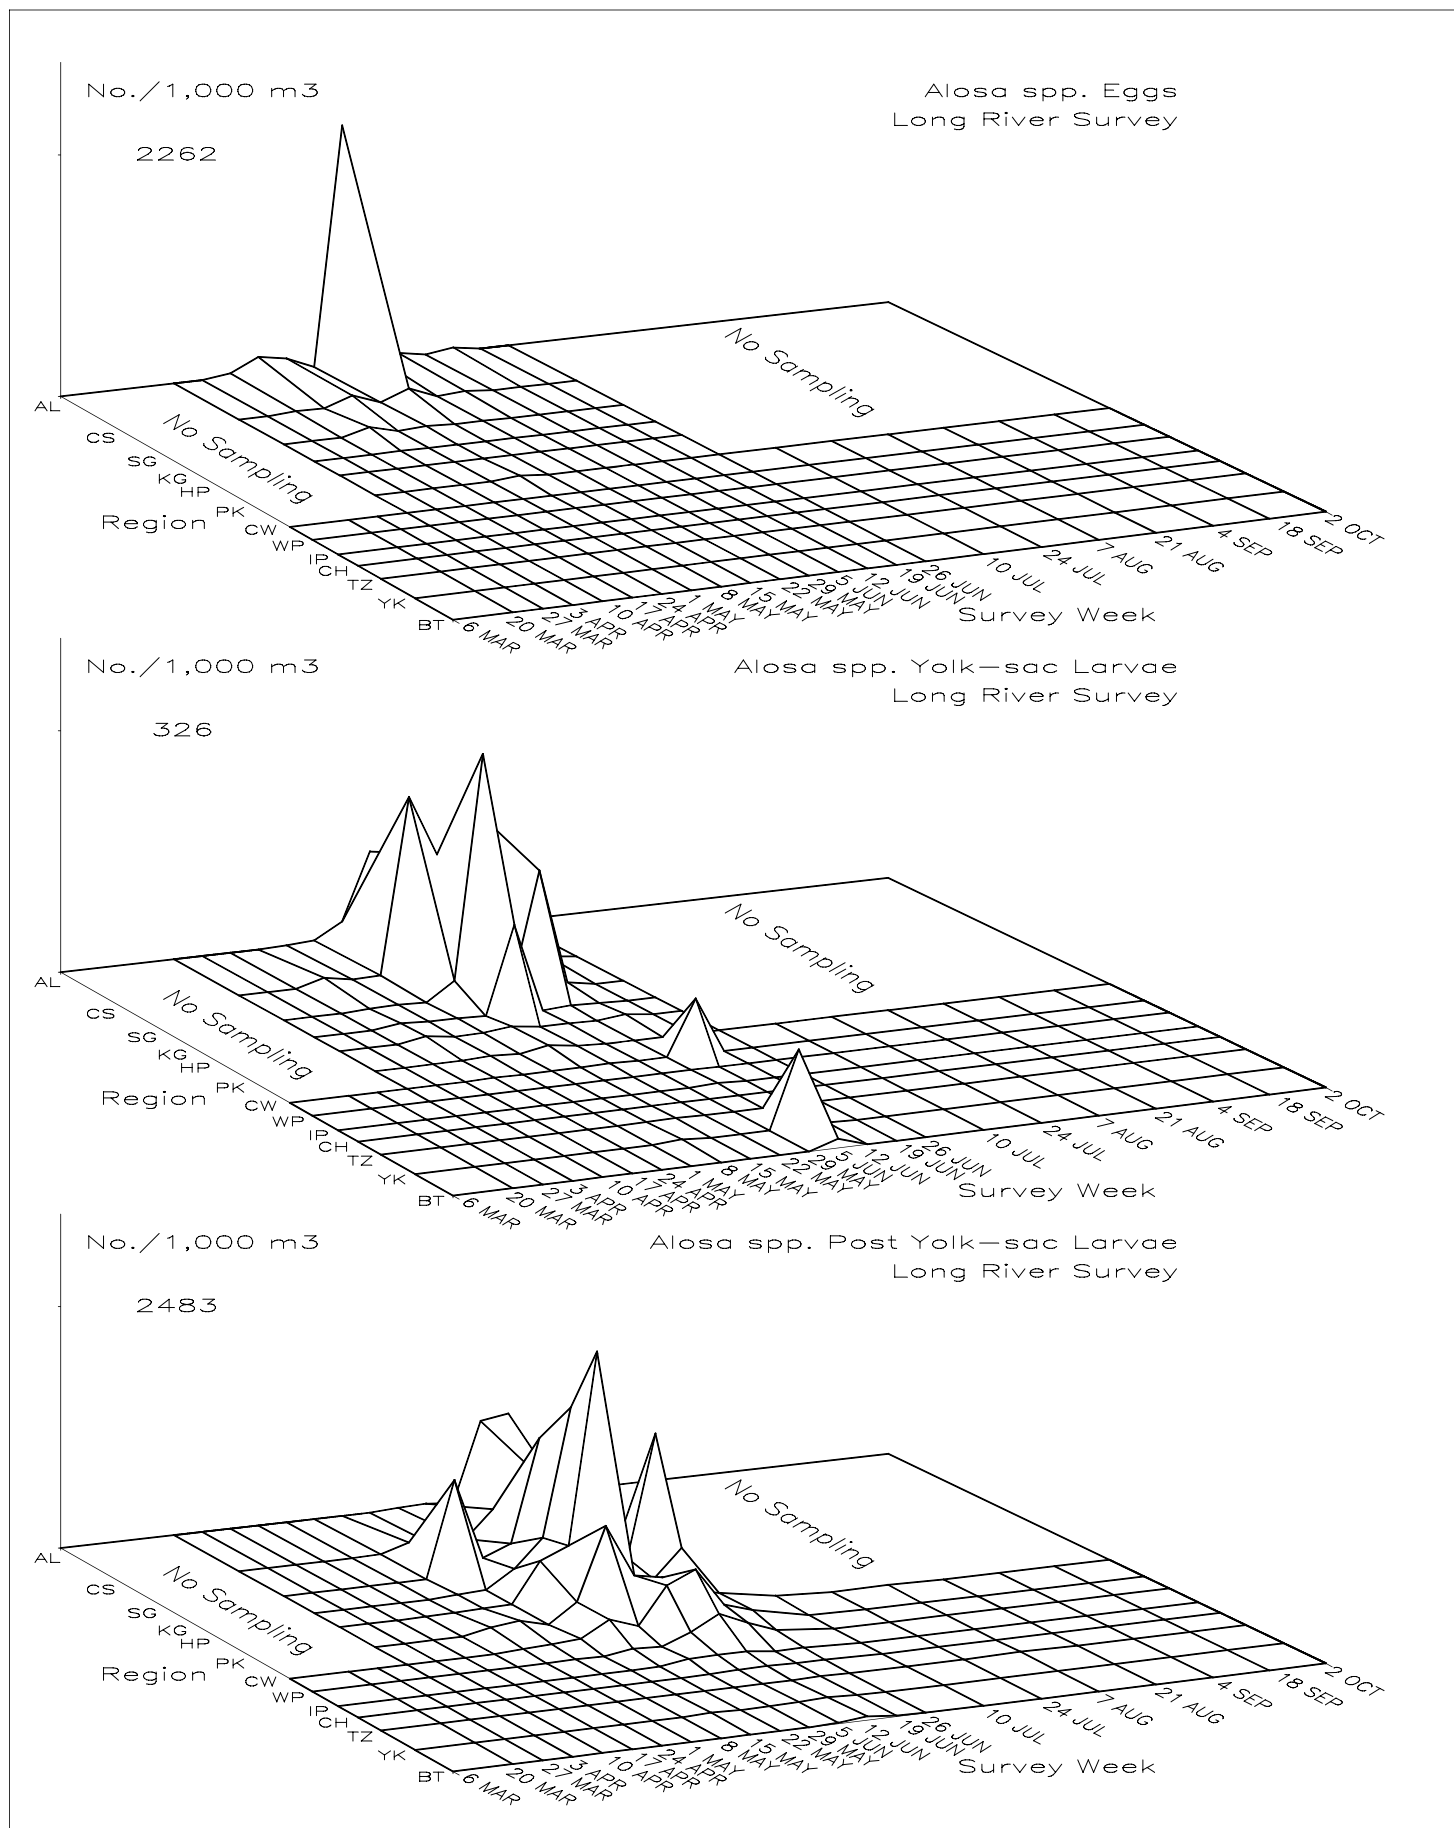 No./1,000 m3
Alosa spp. Eggs
Long River Survey
2262
No Sampling
AL
CS
SG
KG
HP
PK
CW
WP
IP
CH
TZ
YK
BT
No Sampling
Region
6 MAR
20 MAR
27 MAR
3 APR
10 APR
17 APR
24 APR
1 MAY
8 MAY
15 MAY
22 MAY
29 MAY
5 JUN
12 JUN
19 JUN
26 JUN
10 JUL
24 JUL
7 AUG
21 AUG
4 SEP
18 SEP
2 OCT
Survey Week
No./1,000 m3
Alosa spp. Yolk-sac Larvae
Long River Survey
326
No Sampling
AL
CS
SG
KG
HP
PK
CW
WP
IP
CH
TZ
YK
BT
No Sampling
Region
6 MAR
20 MAR
27 MAR
3 APR
10 APR
17 APR
24 APR
1 MAY
8 MAY
15 MAY
22 MAY
29 MAY
5 JUN
12 JUN
19 JUN
26 JUN
10 JUL
24 JUL
7 AUG
21 AUG
4 SEP
18 SEP
2 OCT
Survey Week
No./1,000 m3
Alosa spp. Post Yolk-sac Larvae
Long River Survey
2483
No Sampling
AL
CS
SG
KG
HP
PK
CW
WP
IP
CH
TZ
YK
BT
No Sampling
Region
6 MAR
20 MAR
27 MAR
3 APR
10 APR
17 APR
24 APR
1 MAY
8 MAY
15 MAY
22 MAY
29 MAY
5 JUN
12 JUN
19 JUN
26 JUN
10 JUL
24 JUL
7 AUG
21 AUG
4 SEP
18 SEP
2 OCT
Survey Week